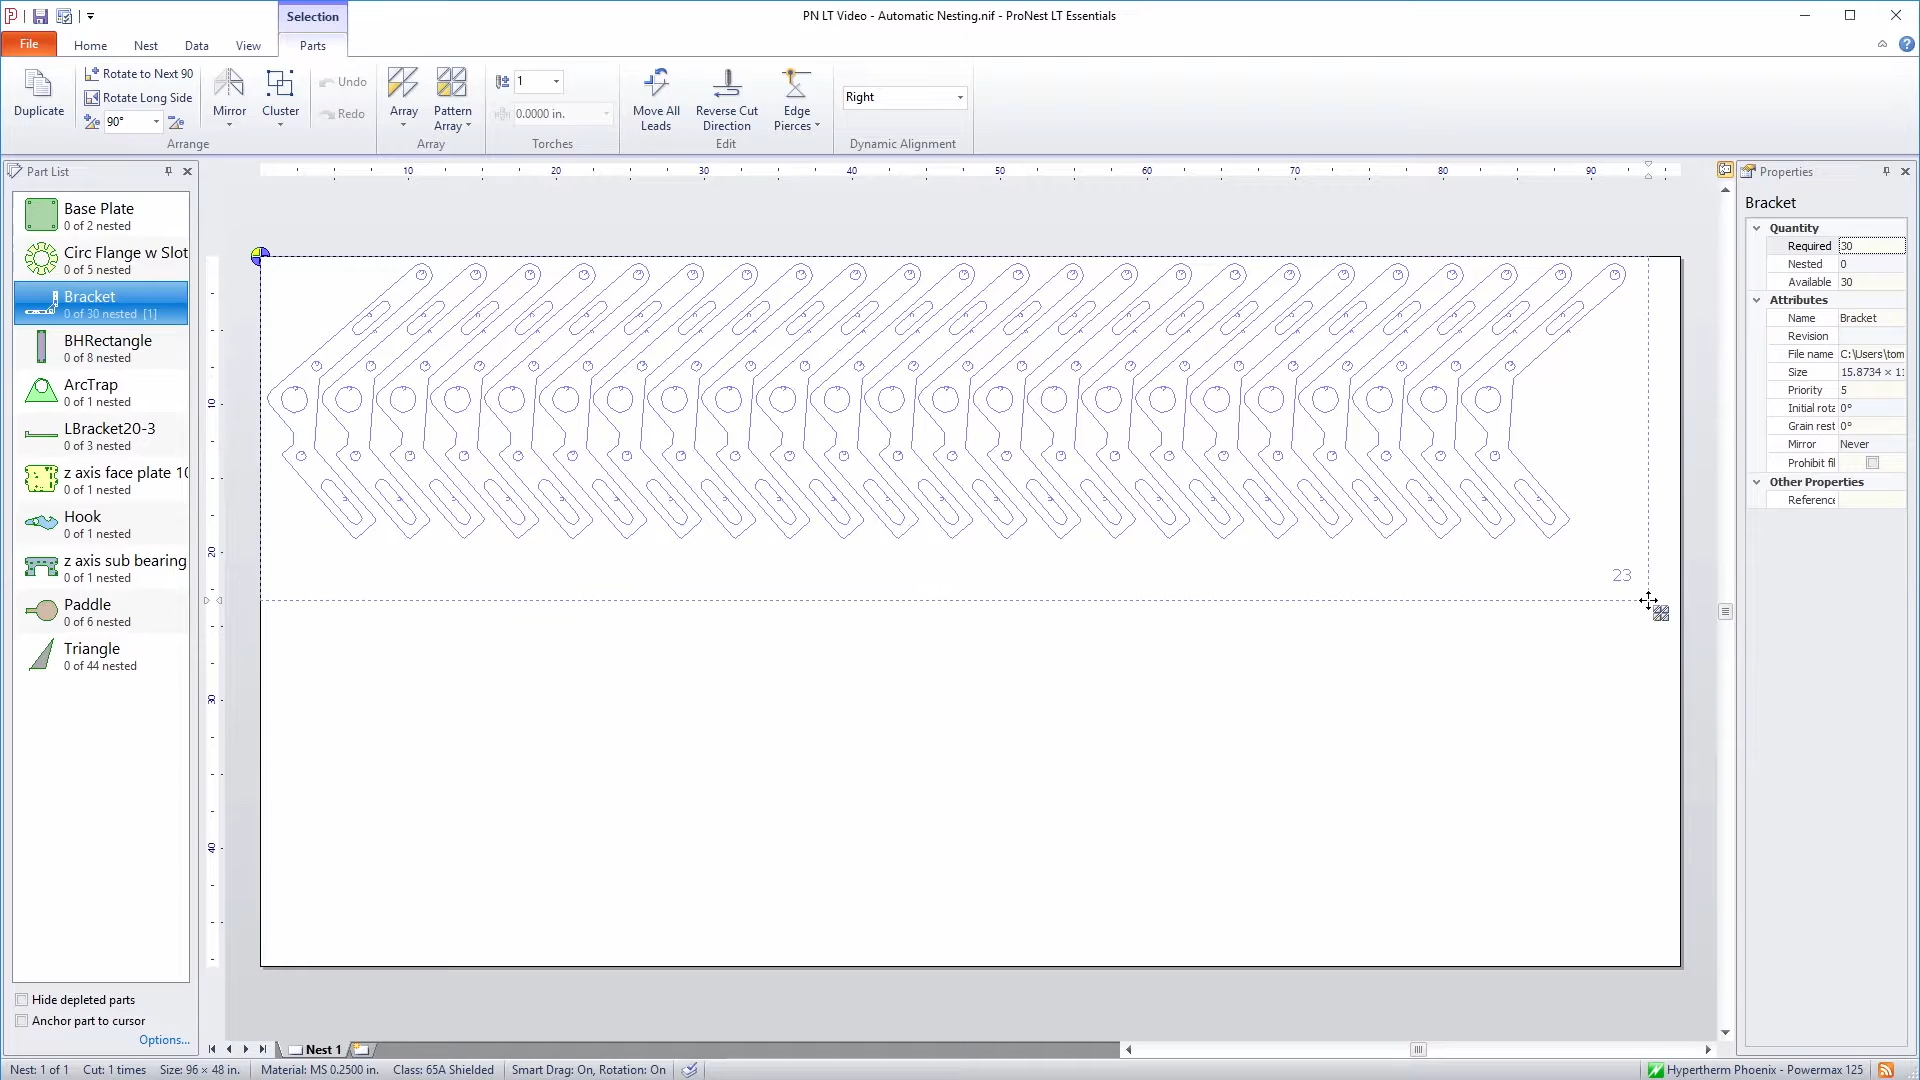 PN LT Video - Automatic Nesting.nif - ProNest LT Essentials
Selection
File
Home
Nest
Data
View
Parts
Duplicate
Rotate to Next 90
Rotate Long Side
90°
Mirror
Cluster
Undo
Redo
Arrange
Array
Pattern
Array
Array
1
0.0000 in.
Torches
Move All
Leads
Reverse Cut
Direction
Edge
Pierces
Edit
Right
Dynamic Alignment
Part List
Base Plate
0 of 2 nested
Circ Flange w Slot
0 of 5 nested
Bracket
0 of 30 nested [1]
BHRectangle
0 of 8 nested
ArcTrap
0 of 1 nested
LBracket20-3
0 of 3 nested
z axis face plate 10
0 of 1 nested
Hook
0 of 1 nested
z axis sub bearing
0 of 1 nested
Paddle
0 of 6 nested
Triangle
0 of 44 nested
Hide depleted parts
Anchor part to cursor
Options...
10 20 30 40 50 60 70 80 90
10
20
30
40
23
Nest 1
Properties
Bracket
Quantity
Required 30
Nested 0
Available 30
Attributes
Name Bracket
Revision
File name C:\Users\tom
Size 15.8734 × 1
Priority 5
Initial rota 0°
Grain rest 0°
Mirror Never
Prohibit fil
Other Properties
Reference
Nest: 1 of 1 Cut: 1 times Size: 96 × 48 in. Material: MS 0.2500 in. Class: 65A Shielded Smart Drag: On, Rotation: On Hypertherm Phoenix - Powermax 125